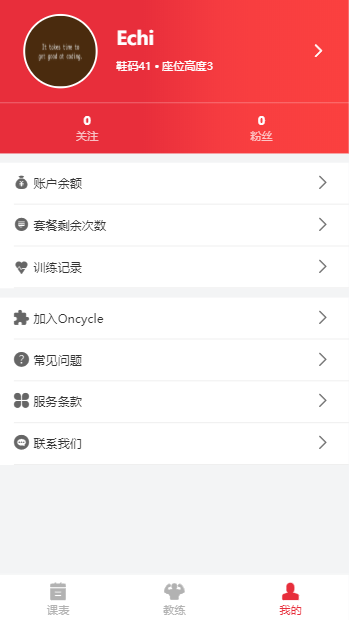 It takes time to
get good at coding.
Echi
鞋码41 • 座位高度3
0
关注
0
粉丝
账户余额
套餐剩余次数
训练记录
加入Oncycle
常见问题
服务条款
联系我们
课表
教练
我的